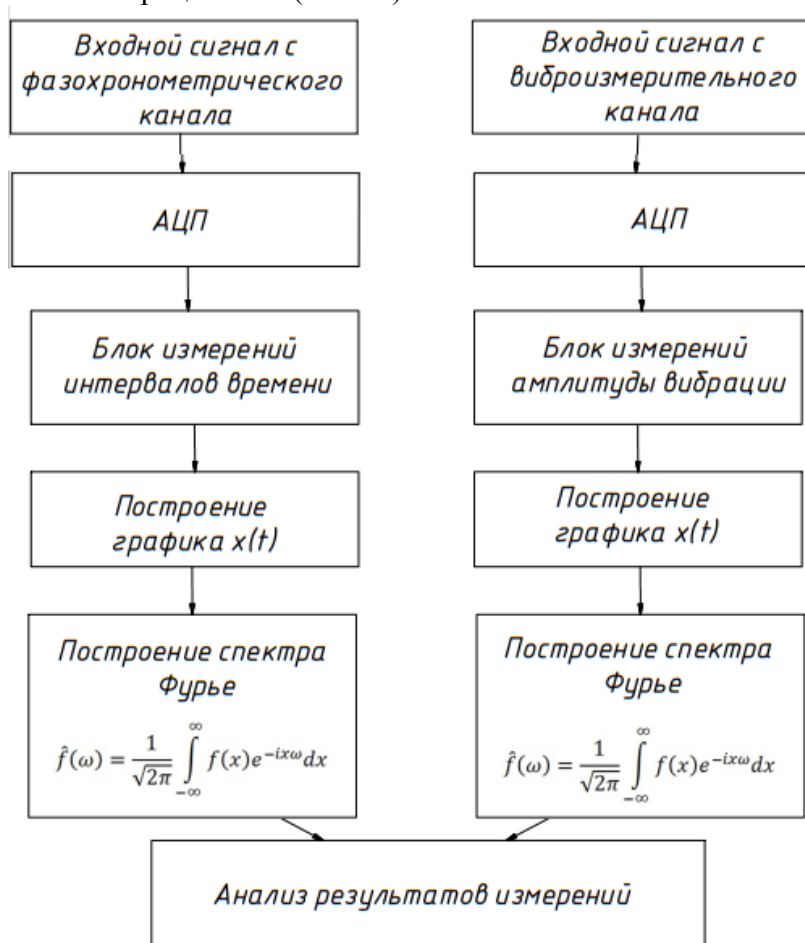 Входной сигнал с
фазохронометрического
канала
АЦП
Блок измерений
интервалов времени
Построение
графика x(t)
Построение спектра
Фурье
f̂(ω) = 1/√2π ∫_{-∞}^{∞} f(x)e^{-ixω}dx
Входной сигнал с
виброизмерительного
канала
АЦП
Блок измерений
амплитуды вибрации
Построение
графика x(t)
Построение спектра
Фурье
f̂(ω) = 1/√2π ∫_{-∞}^{∞} f(x)e^{-ixω}dx
Анализ результатов измерений